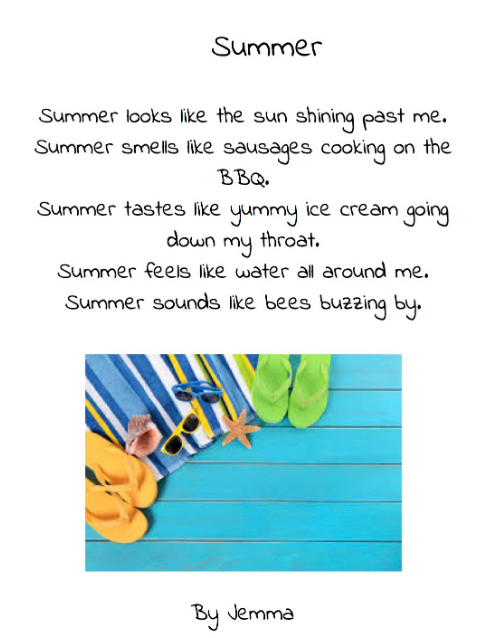 Summer
Summer looks like the sun shining past me.
Summer smells like sausages cooking on the
BBQ.
Summer tastes like yummy ice cream going
down my throat.
Summer feels like water all around me.
Summer sounds like bees buzzing by.
By Jemma